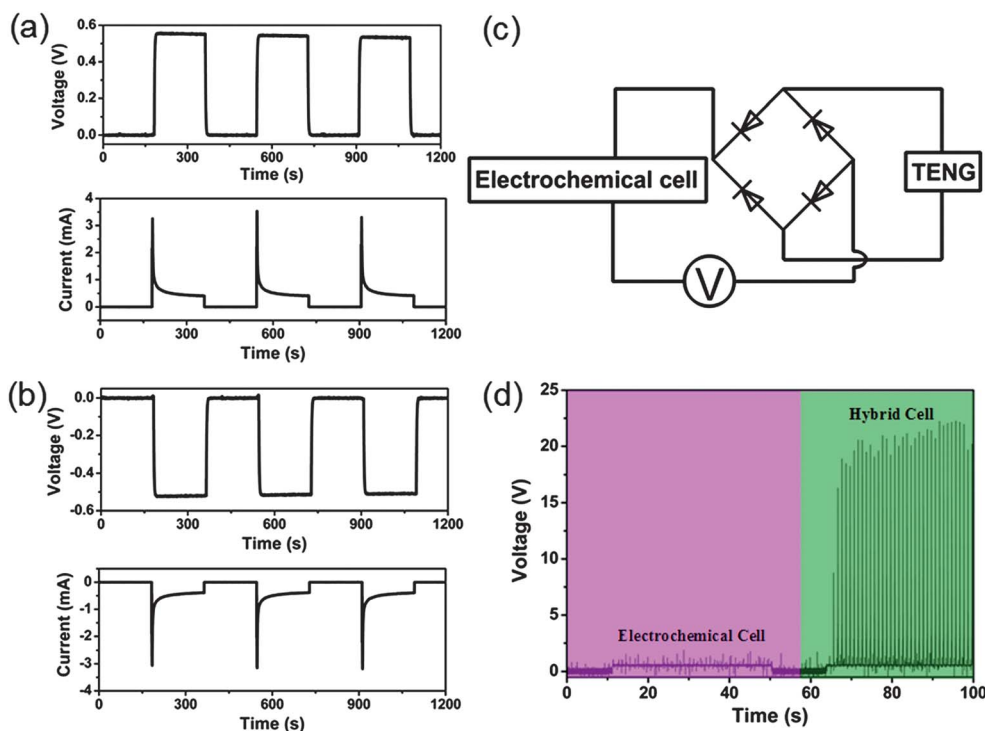 (a)
0.6
0.4
0.2
0.0
Voltage (V)
0 300 600 900 1200
Time (s)
4
3
2
1
0
Current (mA)
0 300 600 900 1200
Time (s)
(b)
0.0
-0.2
-0.4
-0.6
Voltage (V)
0 300 600 900 1200
Time (s)
0
-1
-2
-3
-4
Current (mA)
0 300 600 900 1200
Time (s)
(c)
Electrochemical cell
TENG
V
(d)
25
20
15
10
5
0
Voltage (V)
Hybrid Cell
Electrochemical Cell
0 20 40 60 80 100
Time (s)